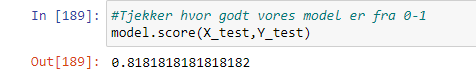 In [189]: #Tjekker hvor godt vores model er fra 0-1
model.score(X_test,Y_test)
Out[189]: 0.8181818181818182